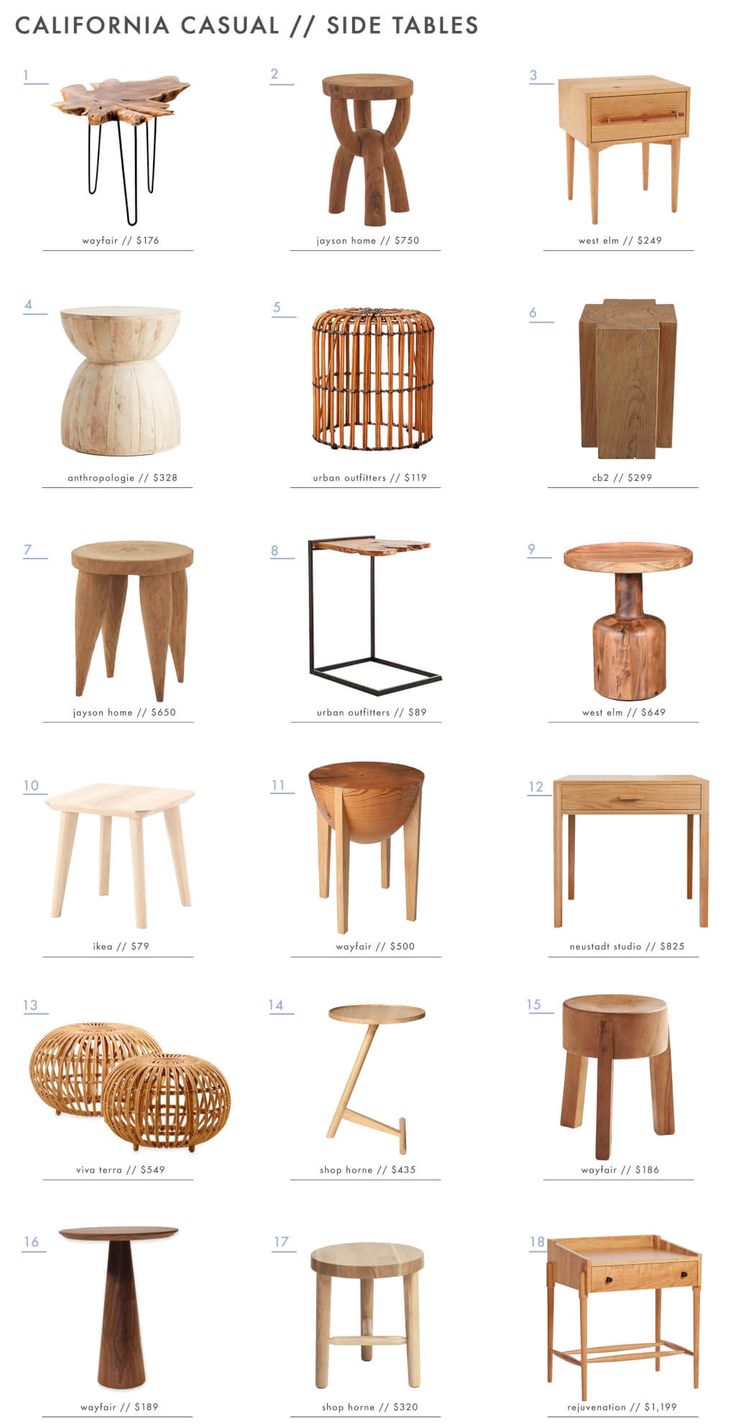 CALIFORNIA CASUAL // SIDE TABLES
1
wayfair // $176
2
jayson home // $750
3
west elm // $249
4
anthropologie // $328
5
urban outfitters // $119
6
cb2 // $299
7
jayson home // $650
8
urban outfitters // $89
9
west elm // $649
10
ikea // $79
11
wayfair // $500
12
neustadt studio // $825
13
viva terra // $549
14
shop horne // $435
15
wayfair // $186
16
wayfair // $189
17
shop horne // $320
18
rejuvenation // $1,199